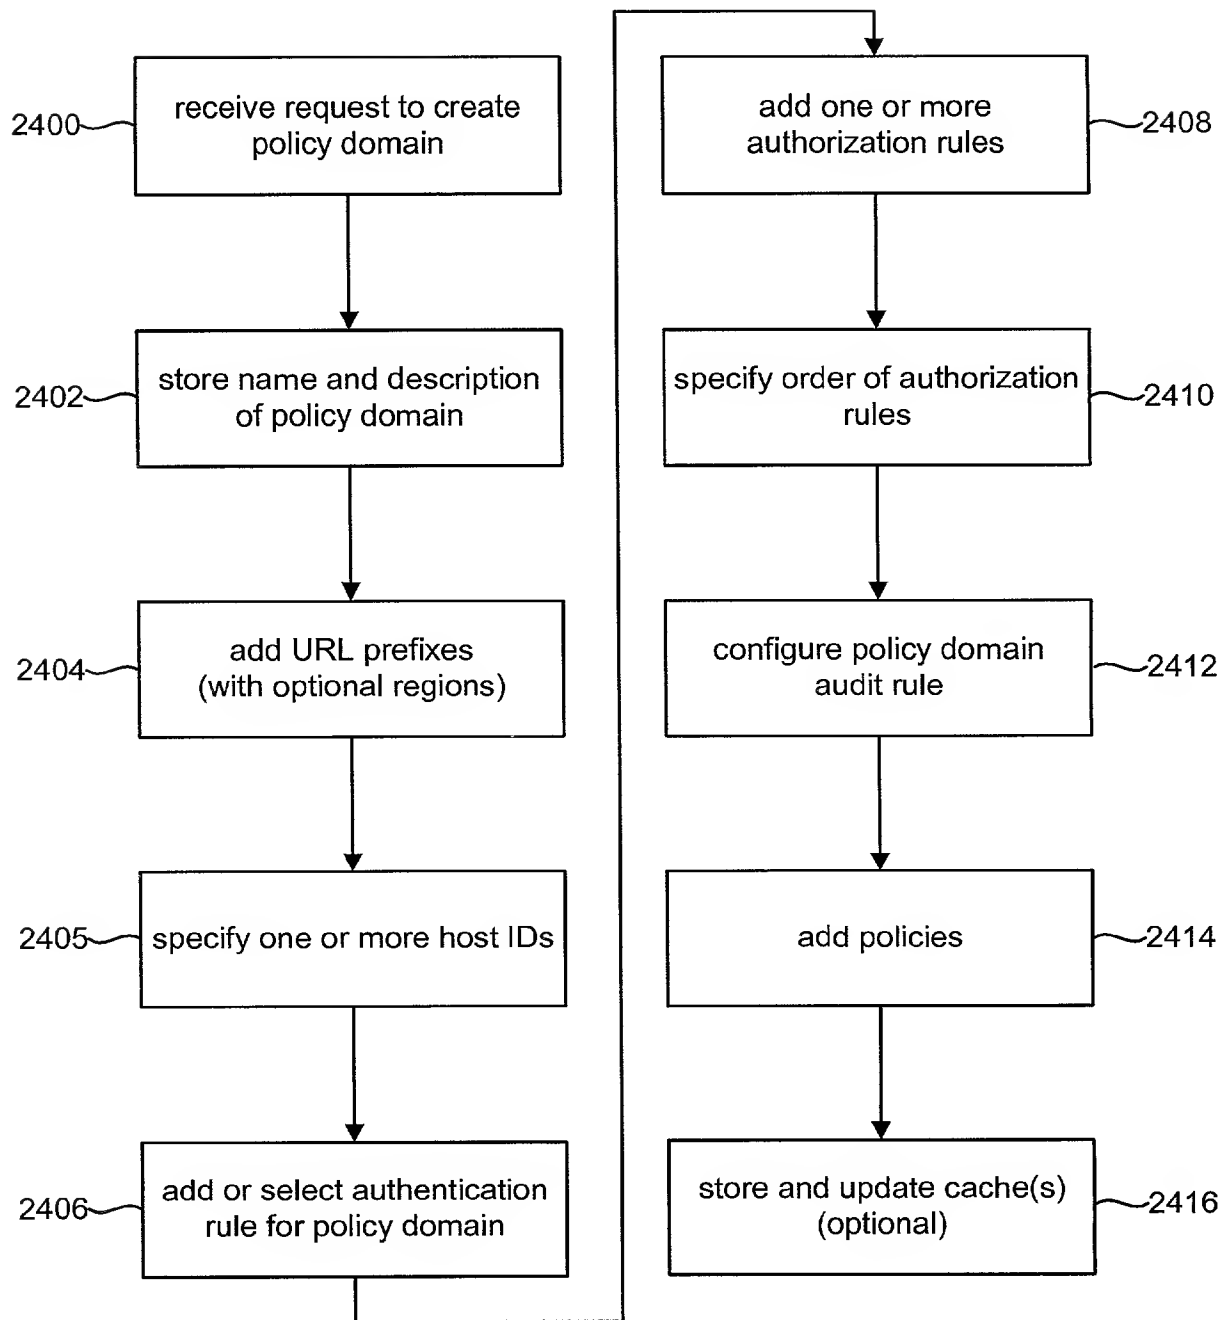 2400
receive request to create
policy domain
2402
store name and description
of policy domain
2404
add URL prefixes
(with optional regions)
2405
specify one or more host IDs
2406
add or select authentication
rule for policy domain
add one or more
authorization rules
2408
specify order of authorization
rules
2410
configure policy domain
audit rule
2412
add policies
2414
store and update cache(s)
(optional)
2416